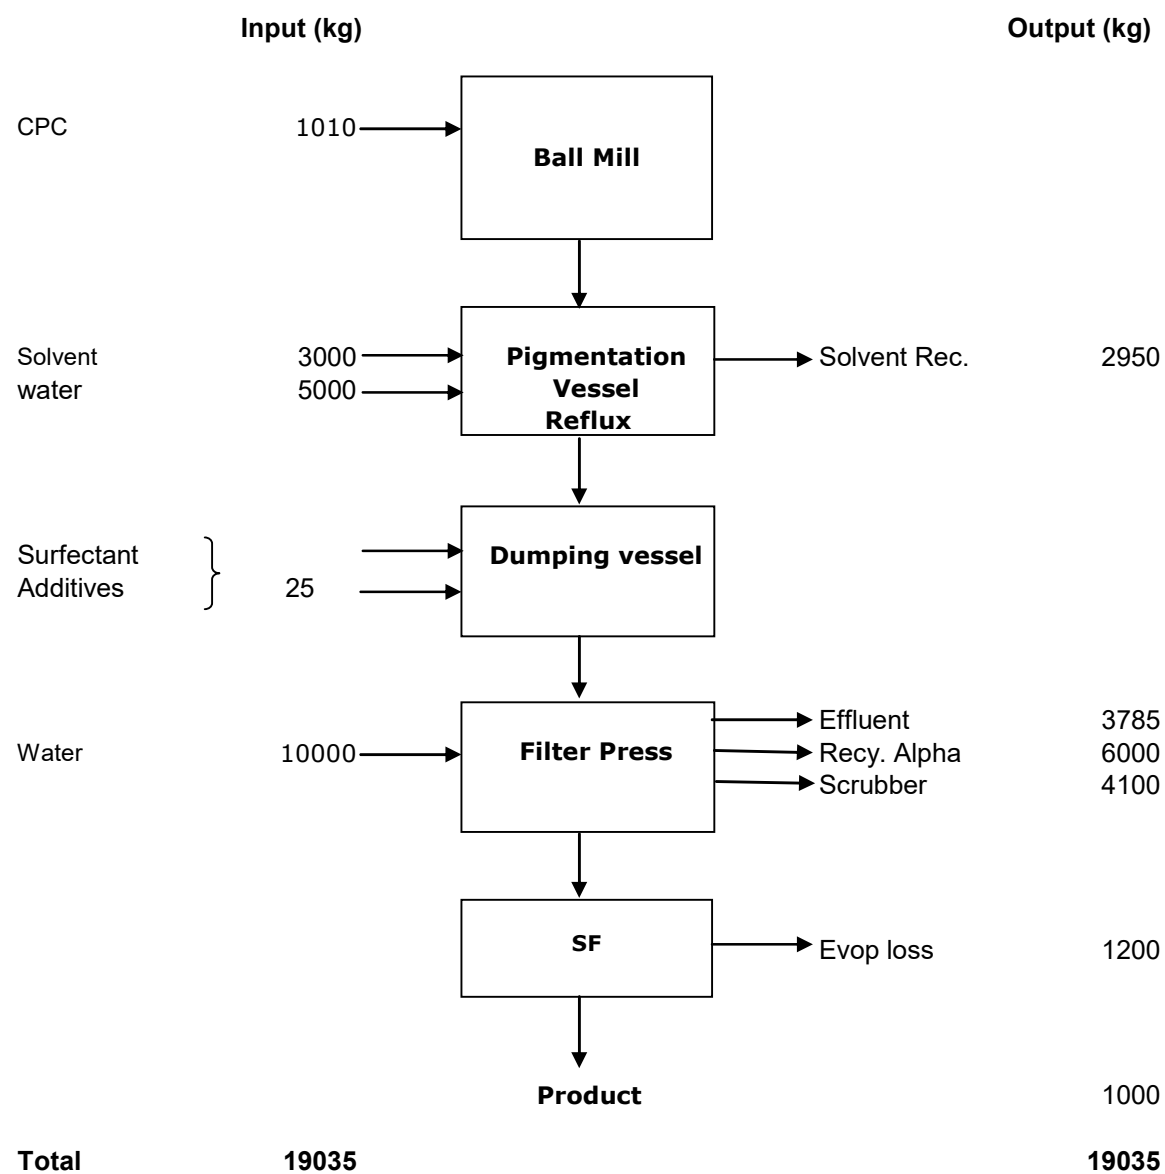 Input (kg) Output (kg)
CPC 1010
Ball Mill
Solvent 3000 Pigmentation Solvent Rec. 2950
water 5000 Vessel
Reflux
Surfectant Dumping vessel
Additives 25
Effluent 3785
Water 10000 Filter Press Recy. Alpha 6000
Scrubber 4100
SF Evop loss 1200
Product 1000
Total 19035 19035